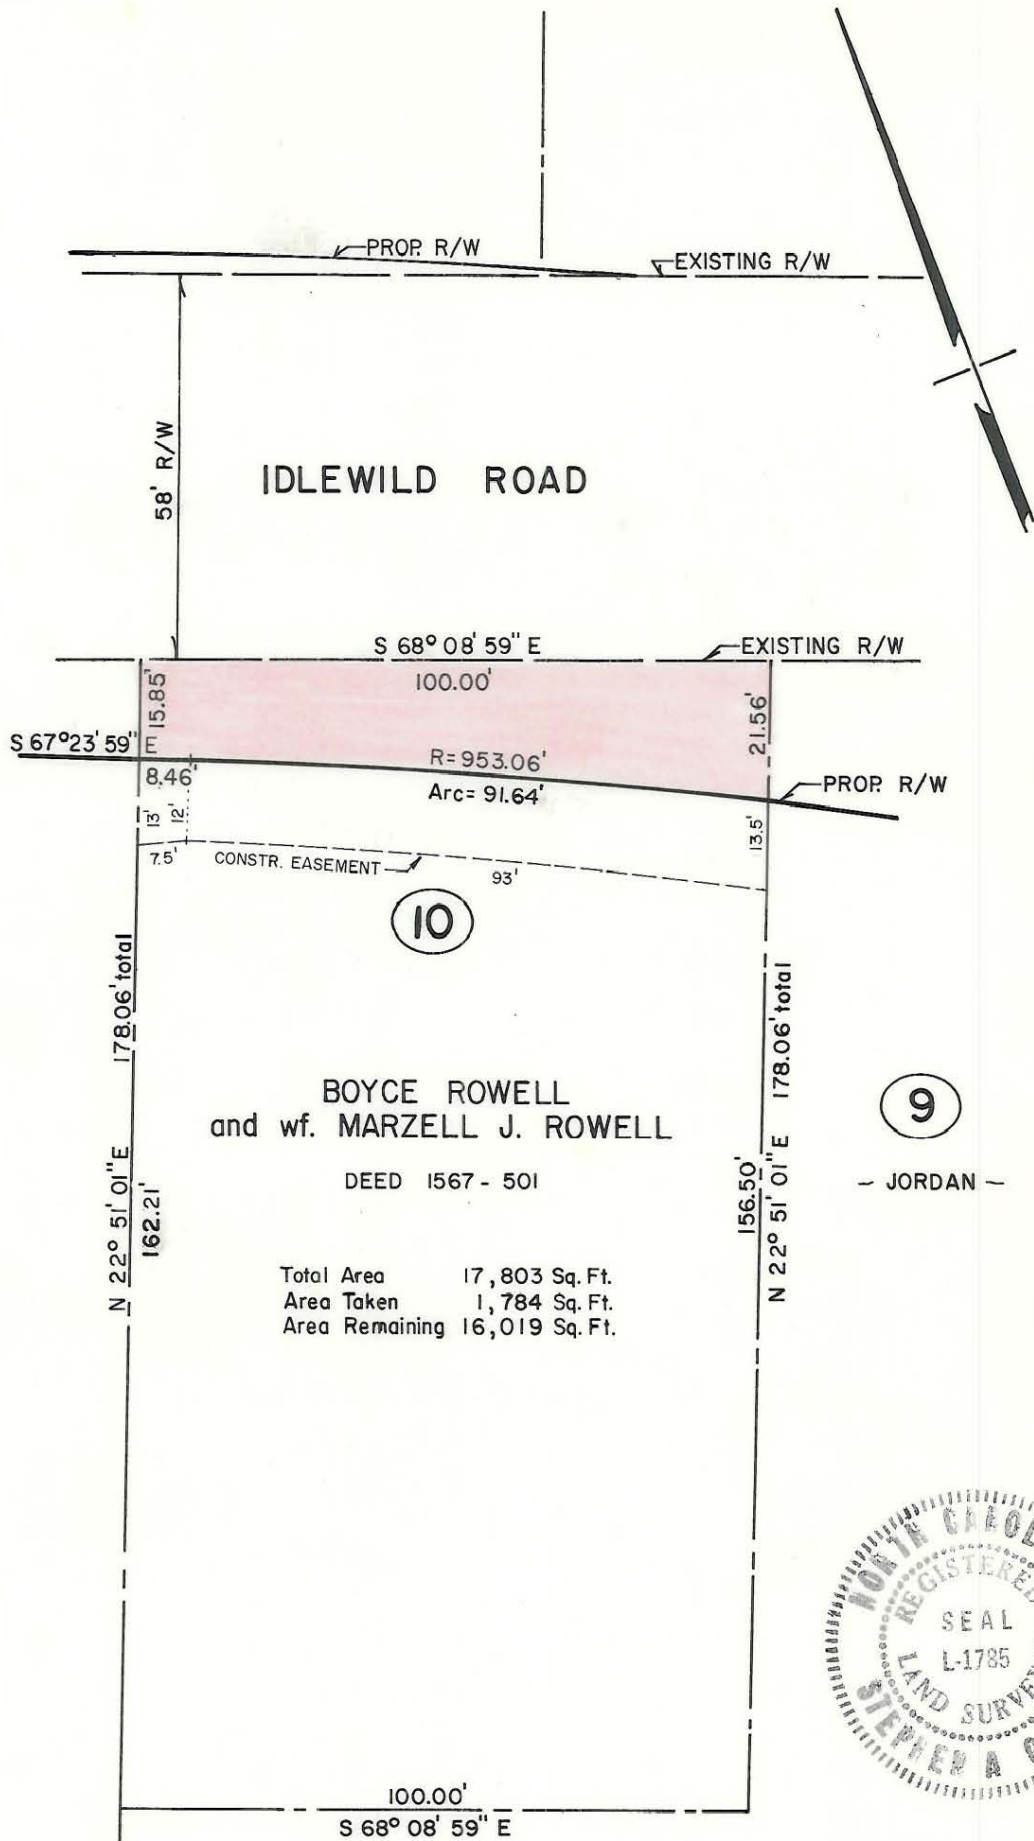 PROP. R/W
EXISTING R/W
58' R/W
IDLEWILD ROAD
S 68° 08' 59" E
EXISTING R/W
100.00'
15.85'
21.56'
S 67° 23' 59" E
R= 953.06'
8.46'
Arc= 91.64'
PROP. R/W
13'
12'
13.5'
7.5'
CONSTR. EASEMENT
93'
10
178.06' total
178.06' total
BOYCE ROWELL
and wf. MARZELL J. ROWELL
9
DEED 1567 - 501
- JORDAN -
N 22° 51' 01" E
162.21'
156.50'
N 22° 51' 01" E
Total Area 17,803 Sq. Ft.
Area Taken 1,784 Sq. Ft.
Area Remaining 16,019 Sq. Ft.
NORTH
REGISTERED
SEAL
L-1785
LAND
STEPHEN A
100.00'
S 68° 08' 59" E